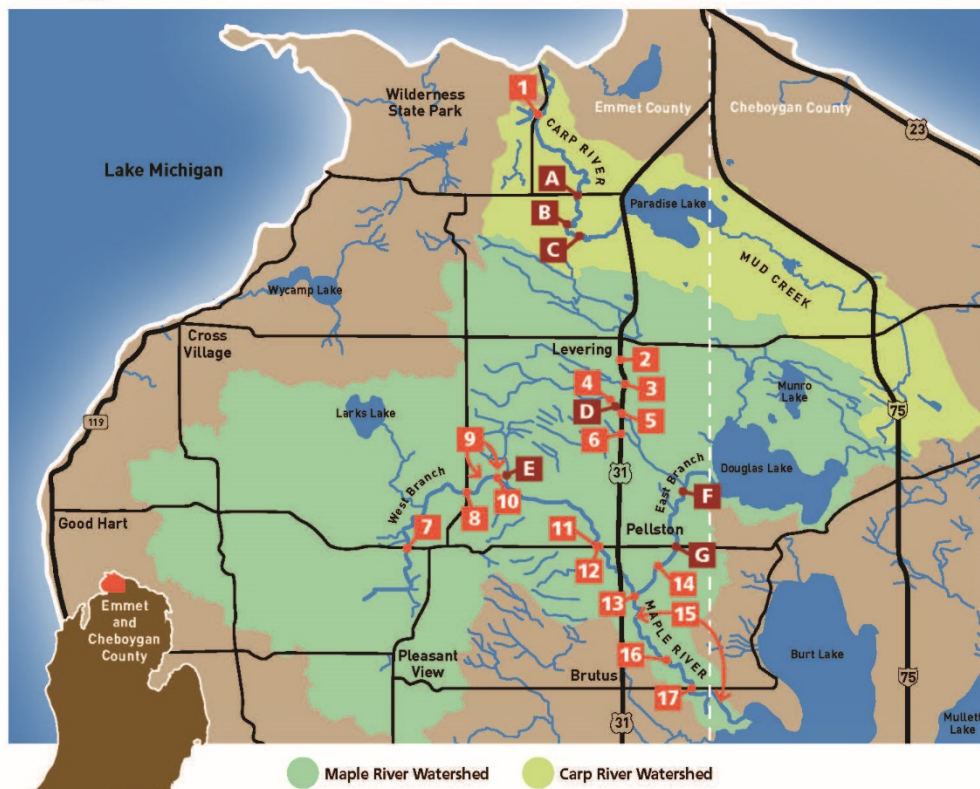 Wilderness
State Park
Emmet County
Cheboygan County
23
1
CARP RIVER
Lake Michigan
A
B
C
Paradise Lake
MUD CREEK
Wycamp Lake
Cross
Village
Levering
2
3
4
D
5
6
Munro
Lake
75
119
Larks Lake
9
E
31
East Branch
F
Douglas Lake
West Branch
10
8
7
Good Hart
11
12
Pellston
G
14
13
15
MAPLE RIVER
Emmet
and
Cheboygan
County
Pleasant
View
16
Brutus
17
Burt Lake
75
31
Mullett
Lake
Maple River Watershed
Carp River Watershed